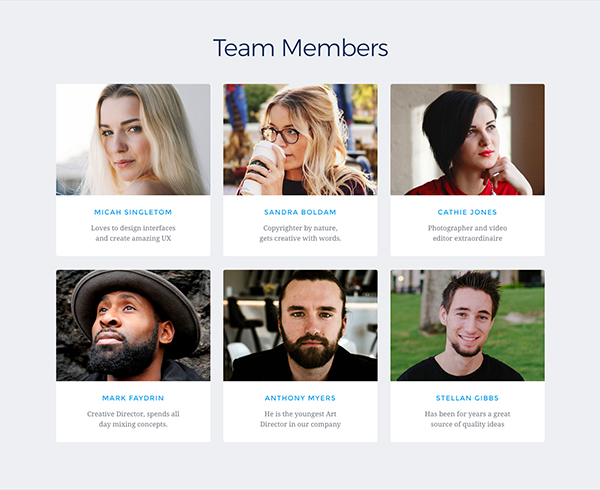 Team Members
MICAH SINGLETOM
Loves to design interfaces
and create amazing UX
SANDRA BOLDAM
Copyrighter by nature,
gets creative with words.
CATHIE JONES
Photographer and video
editor extraordinaire
MARK FAYDRIN
Creative Director, spends all
day mixing concepts.
ANTHONY MYERS
He is the youngest Art
Director in our company
STELLAN GIBBS
Has been for years a great
source of quality ideas